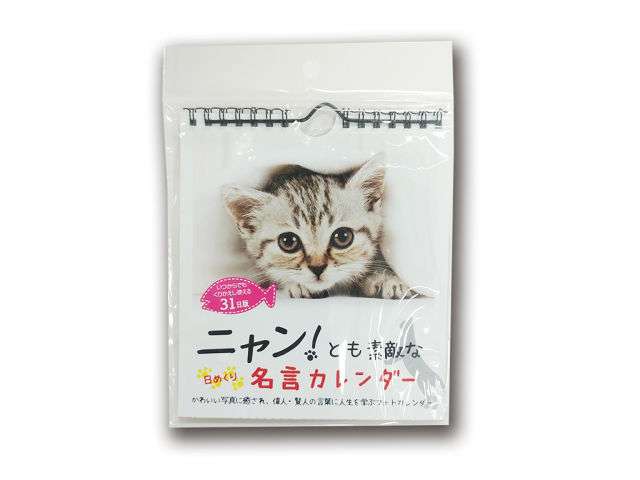 いつからでも
くりかえし使える
31日版
ニャン!とも素敵な
日めくり 名言カレンダー
かわいい写真に癒され、偉人・賢人の言葉に人生を学ぶフォトカレンダー